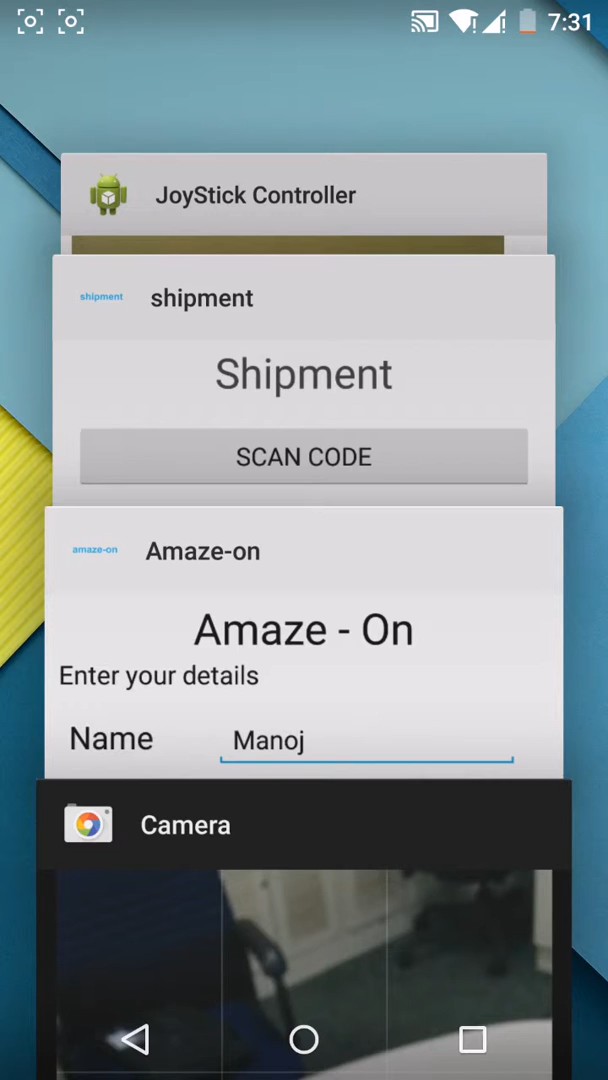 7:31
JoyStick Controller
shipment shipment
Shipment
SCAN CODE
amaze-on Amaze-on
Amaze - On
Enter your details
Name Manoj
Camera